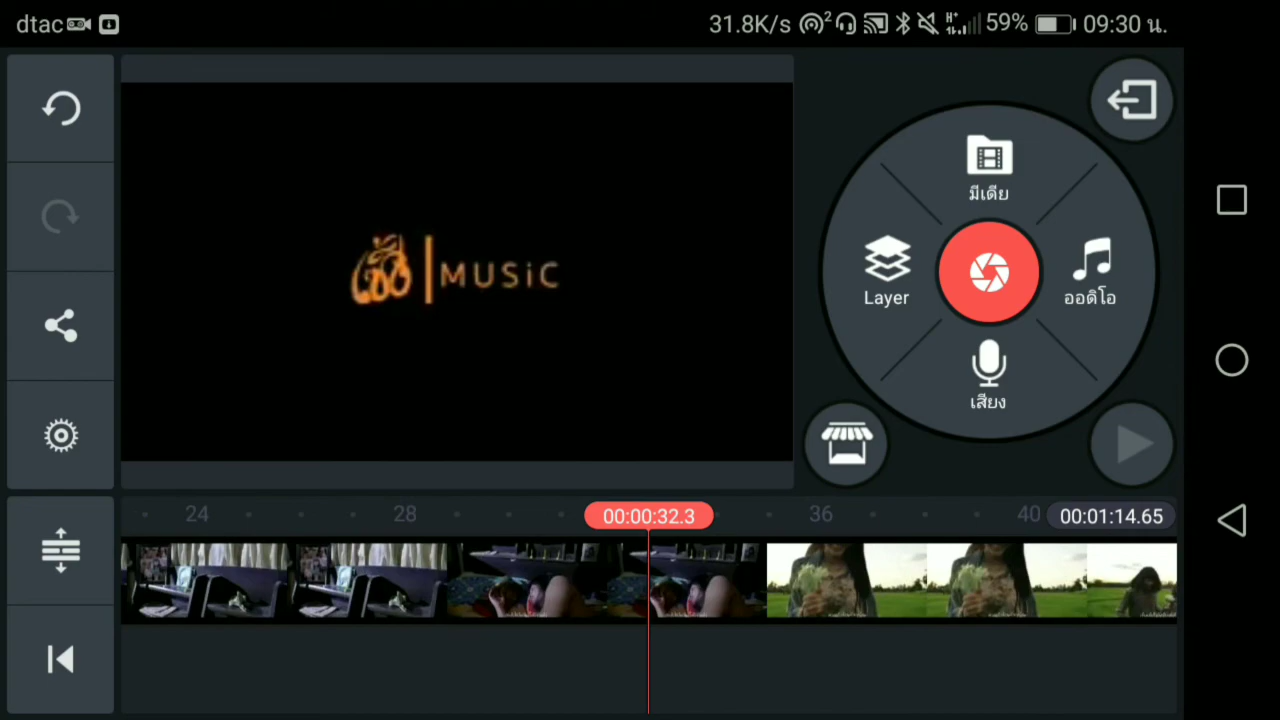 dtac
31.8K/s 2 H+ 59% 09:30 น.
MUSiC
มีเดีย
Layer
ออดิโอ
เสียง
24 28 00:00:32.3 36 40 00:01:14.65